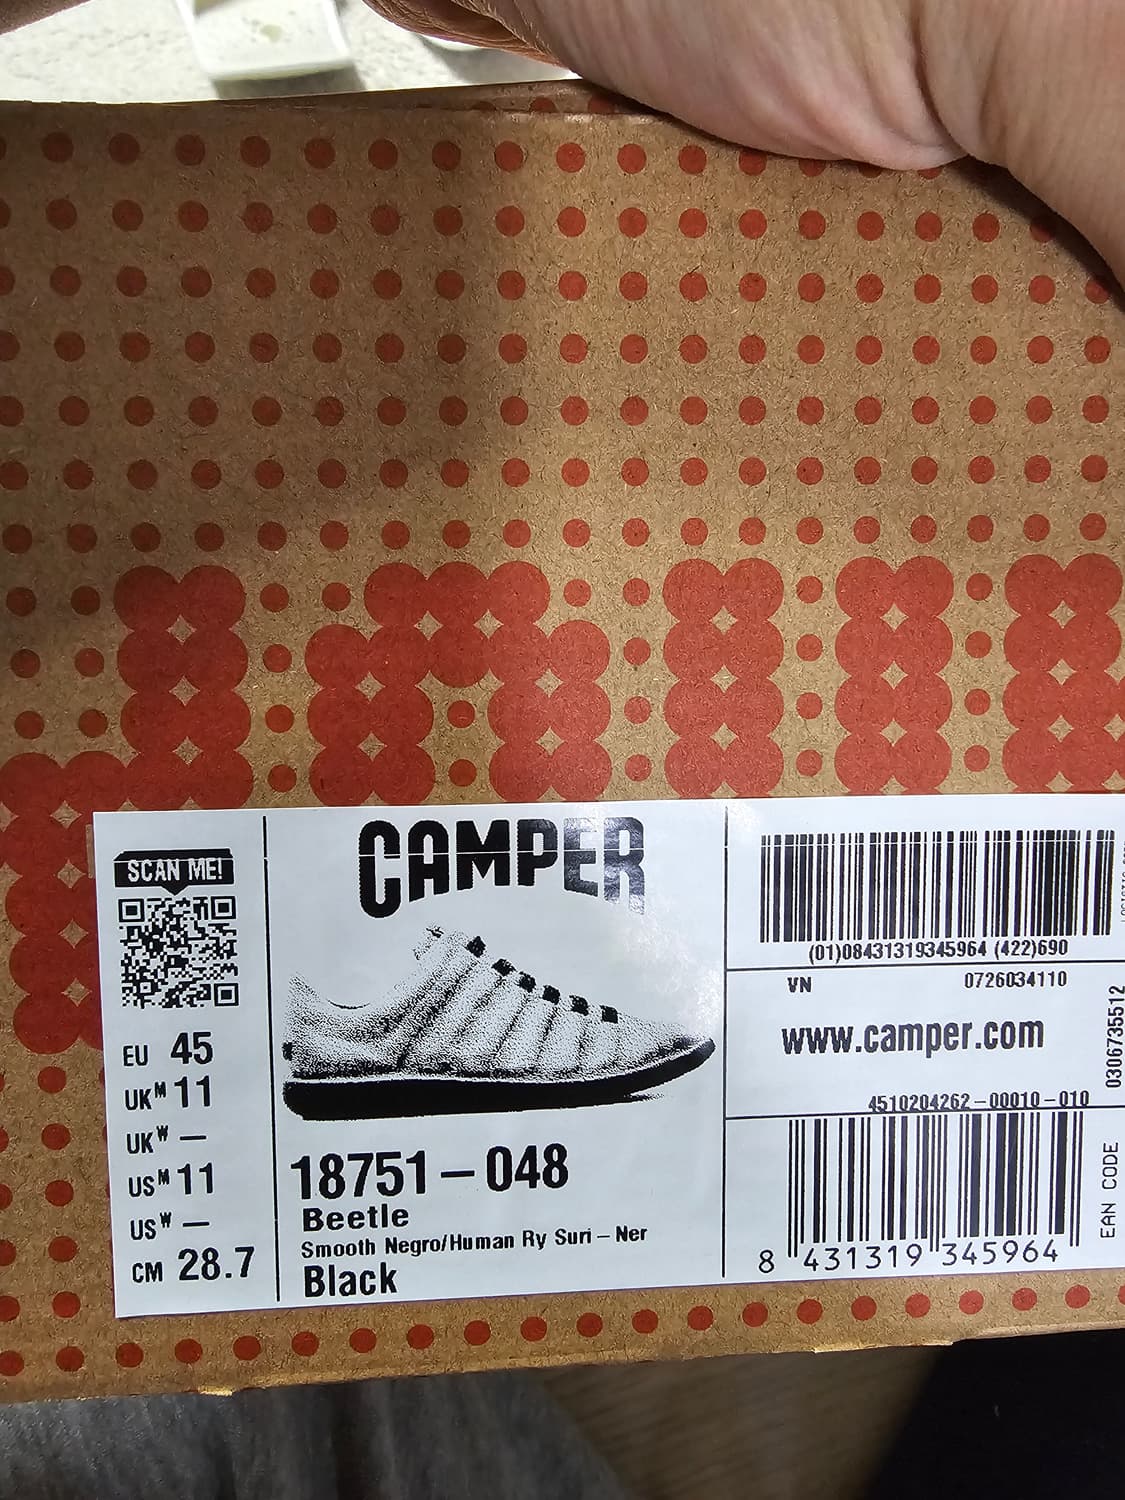 SCAN ME!
EU 45
UKᴹ 11
UKᵂ —
USᴹ 11
USᵂ —
CM 28.7
CAMPER
18751-048
Beetle
Smooth Negro/Human Ry Suri-Ner
Black
(01)08431319345964 (422)690
VN 0726034110
www.camper.com
4510204262-00010-010
8 431319 345964
0306735512
EAN CODE